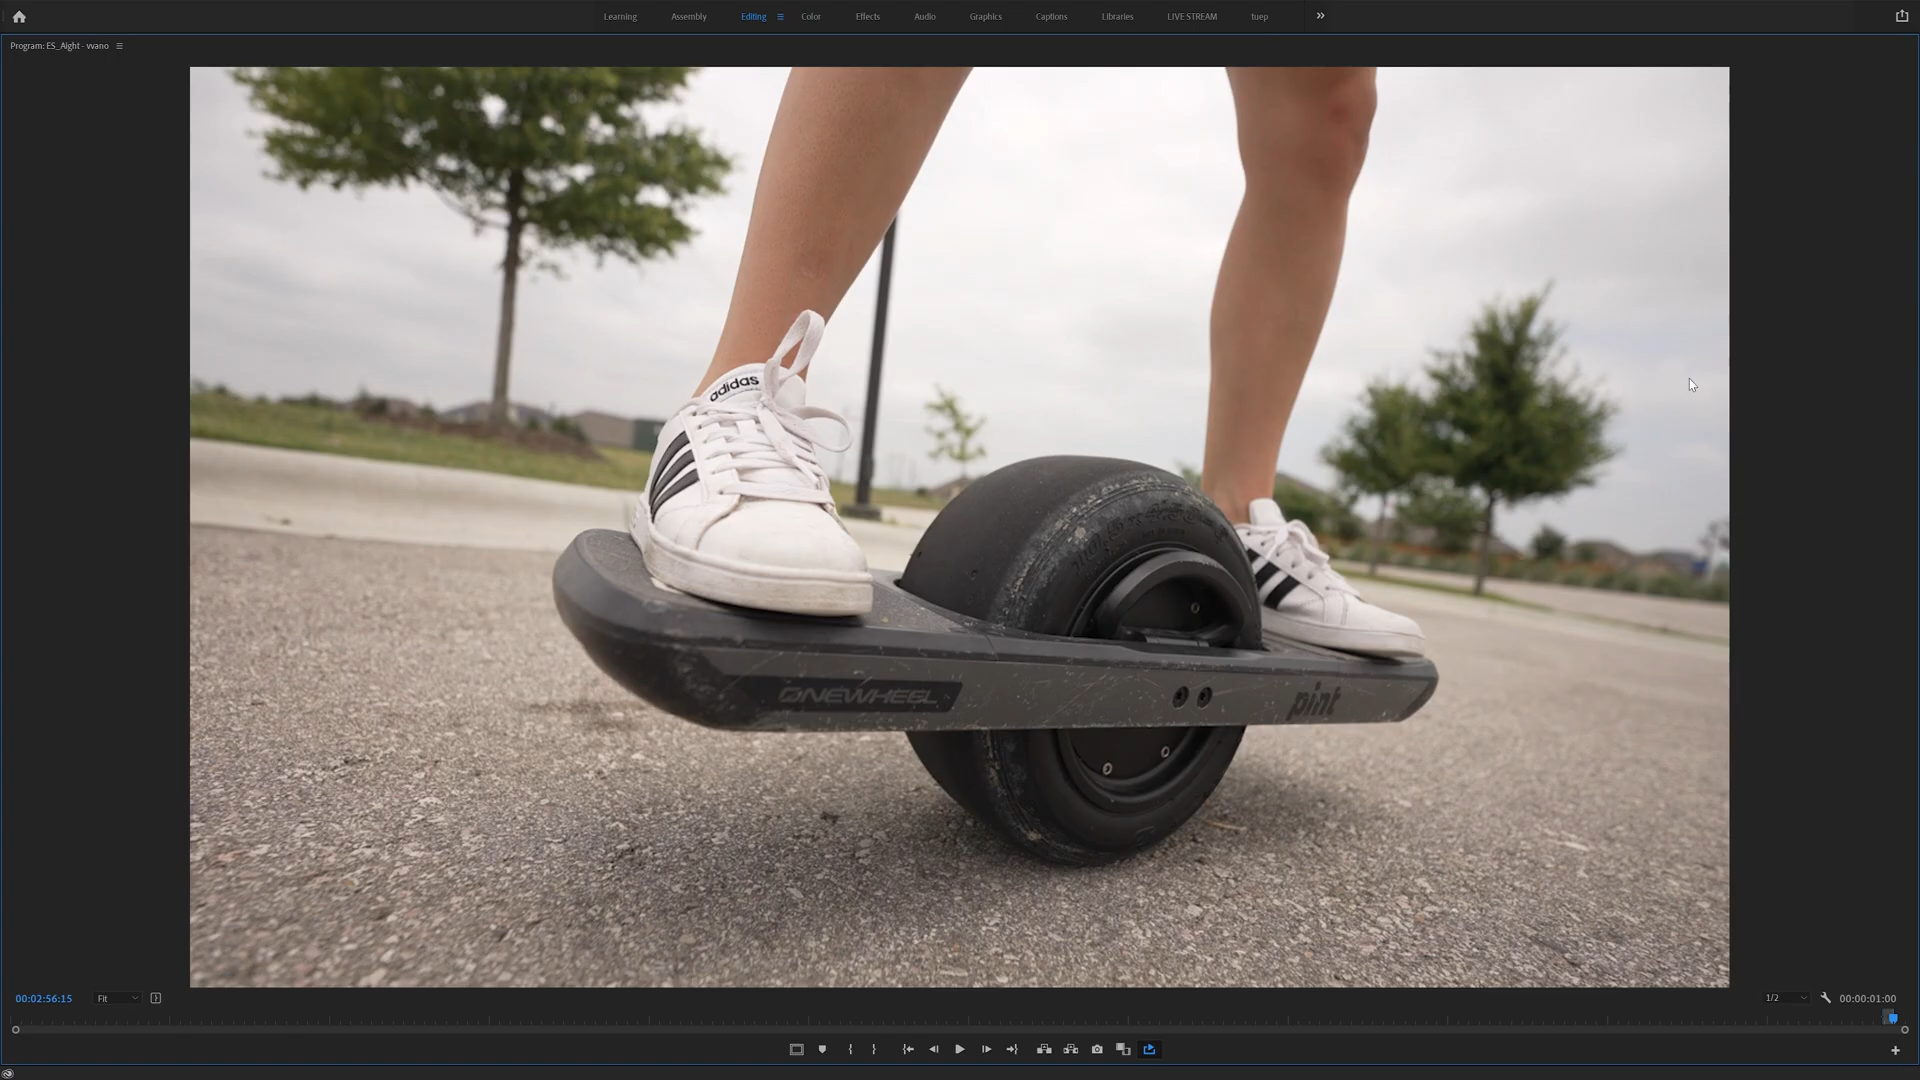 Learning Assembly Editing Color Effects Audio Graphics Captions Libraries LIVE STREAM tuep
Program: ES_Aight - vvano
adidas
ONEWHEEL
pint
00:02:56:15 Fit 1/2 00:00:01:00